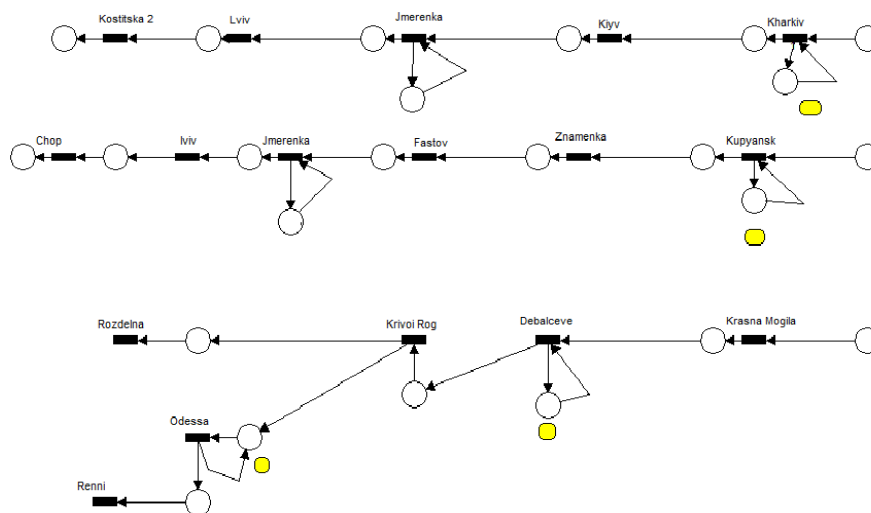 Kostitska 2 Lviv Jmerenka Kiyv Kharkiv
Chop lviv Jmerenka Fastov Znamenka Kupyansk
Rozdelna Krivoi Rog Debalceve Krasna Mogila
Odessa
Renni